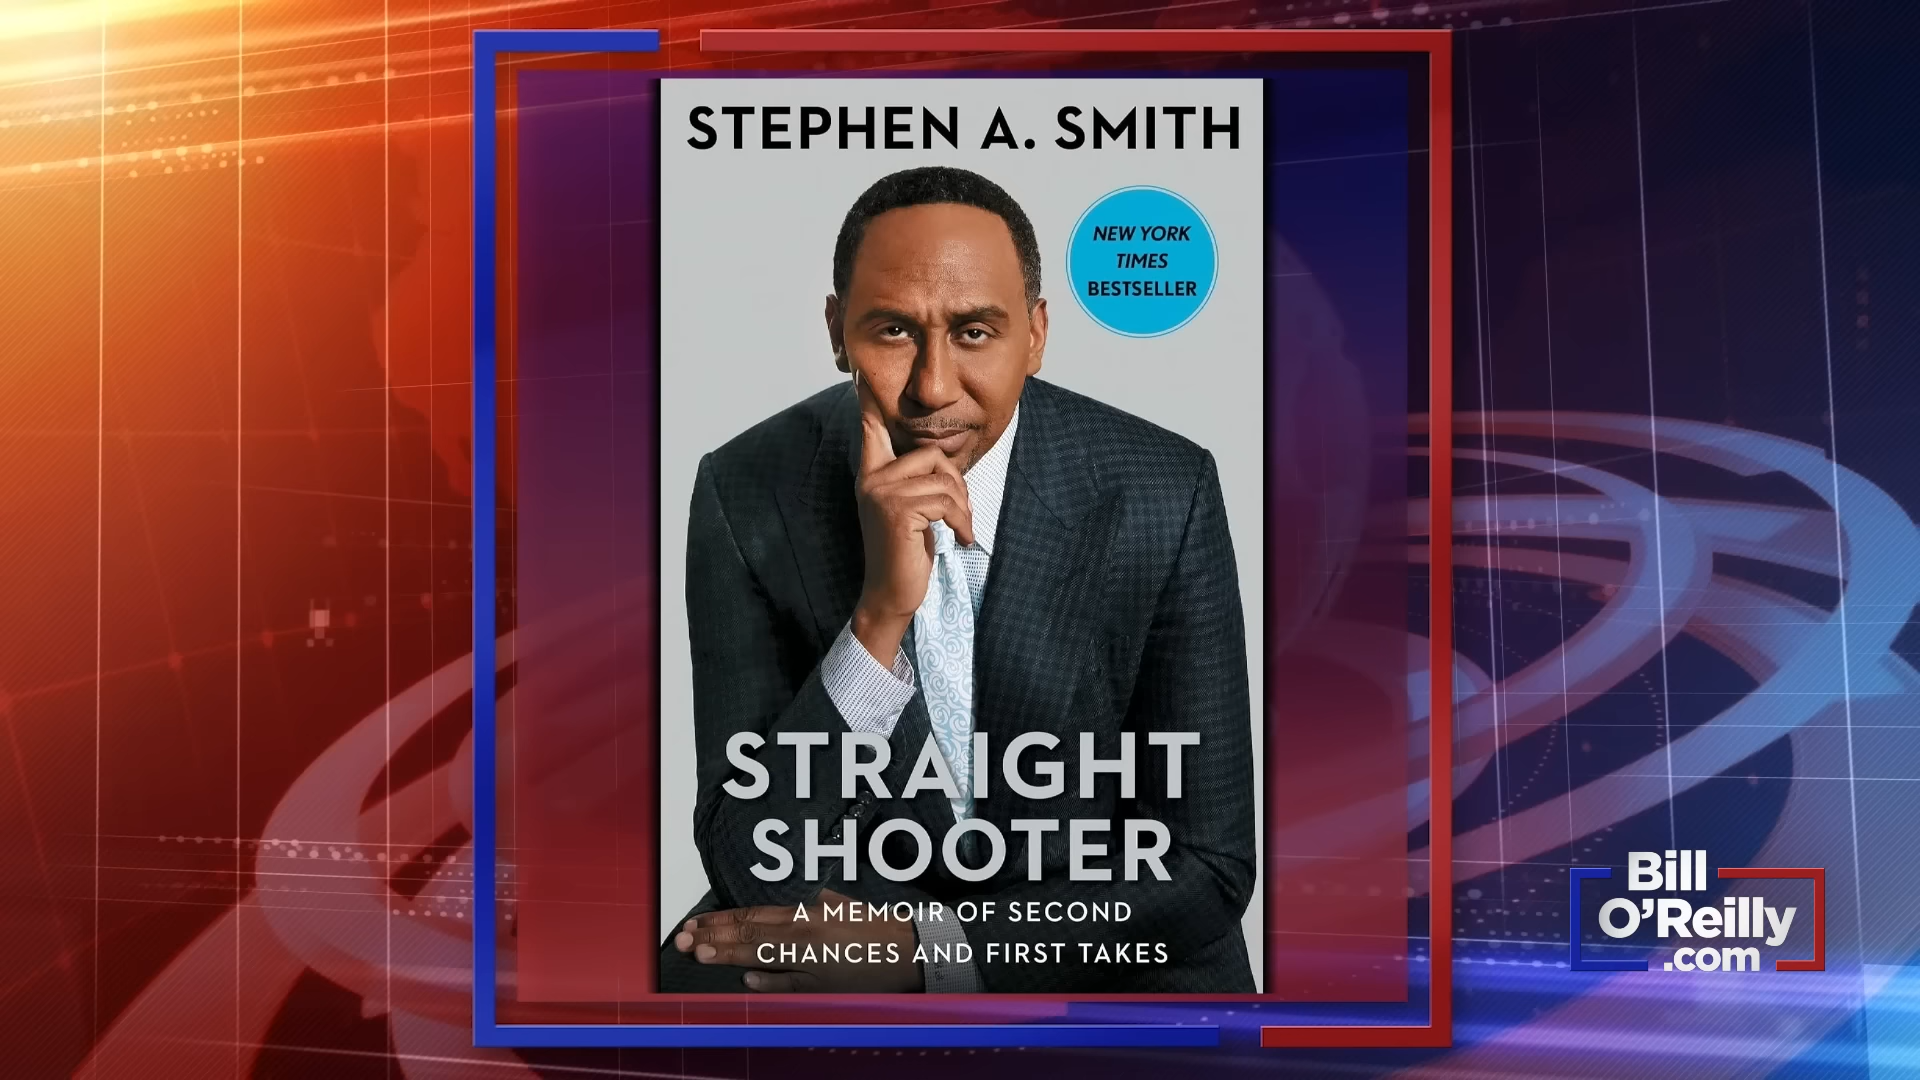 STEPHEN A. SMITH
NEW YORK
TIMES
BESTSELLER
STRAIGHT
SHOOTER
A MEMOIR OF SECOND
CHANCES AND FIRST TAKES
Bill
O'Reilly
.com